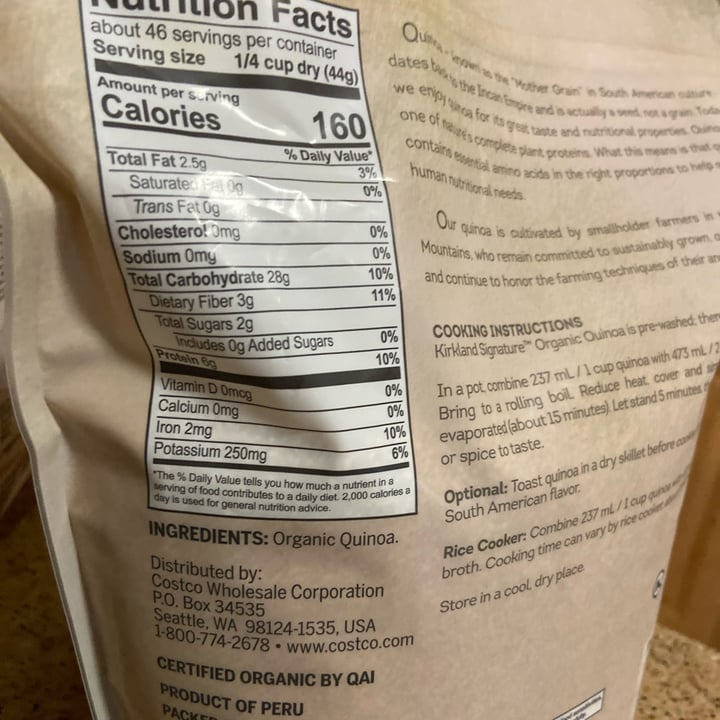 Nutrition Facts
about 46 servings per container
Serving size 1/4 cup dry (44g)
Amount per serving
Calories 160
% Daily Value*
Total Fat 2.5g 3%
Saturated Fat 0g 0%
Trans Fat 0g
Cholesterol 0mg 0%
Sodium 0mg 0%
Total Carbohydrate 28g 10%
Dietary Fiber 3g 11%
Total Sugars 2g
Includes 0g Added Sugars 0%
Protein 6g 10%
Vitamin D 0mcg 0%
Calcium 0mg 0%
Iron 2mg 10%
Potassium 250mg 6%
*The % Daily Value tells you how much a nutrient in a
serving of food contributes to a daily diet. 2,000 calories a
day is used for general nutrition advice.
INGREDIENTS: Organic Quinoa.
Distributed by:
Costco Wholesale Corporation
P.O. Box 34535
Seattle, WA 98124-1535, USA
1-800-774-2678 • www.costco.com
CERTIFIED ORGANIC BY QAI
PRODUCT OF PERU
Quinoa - known as the "Mother Grain" in South American culture -
dates back to the Incan Empire and is actually a seed, not a grain.
we enjoy quinoa for its great taste and nutritional properties.
one of nature's complete plant proteins. What this means is that
contains essential amino acids in the right proportions to help
human nutritional needs.
Our quinoa is cultivated by smallholder farmers in
Mountains, who remain committed to sustainably grown,
and continue to honor the farming techniques of their
COOKING INSTRUCTIONS
Kirkland Signature™ Organic Quinoa is pre-washed;
In a pot, combine 237 mL / 1 cup quinoa with 473 mL / 2
Bring to a rolling boil. Reduce heat, cover and
evaporated (about 15 minutes). Let stand 5 minutes
or spice to taste.
Optional: Toast quinoa in a dry skillet before
South American flavor.
Rice Cooker: Combine 237 mL / 1 cup quinoa
broth. Cooking time can vary by rice cooker
Store in a cool, dry place.